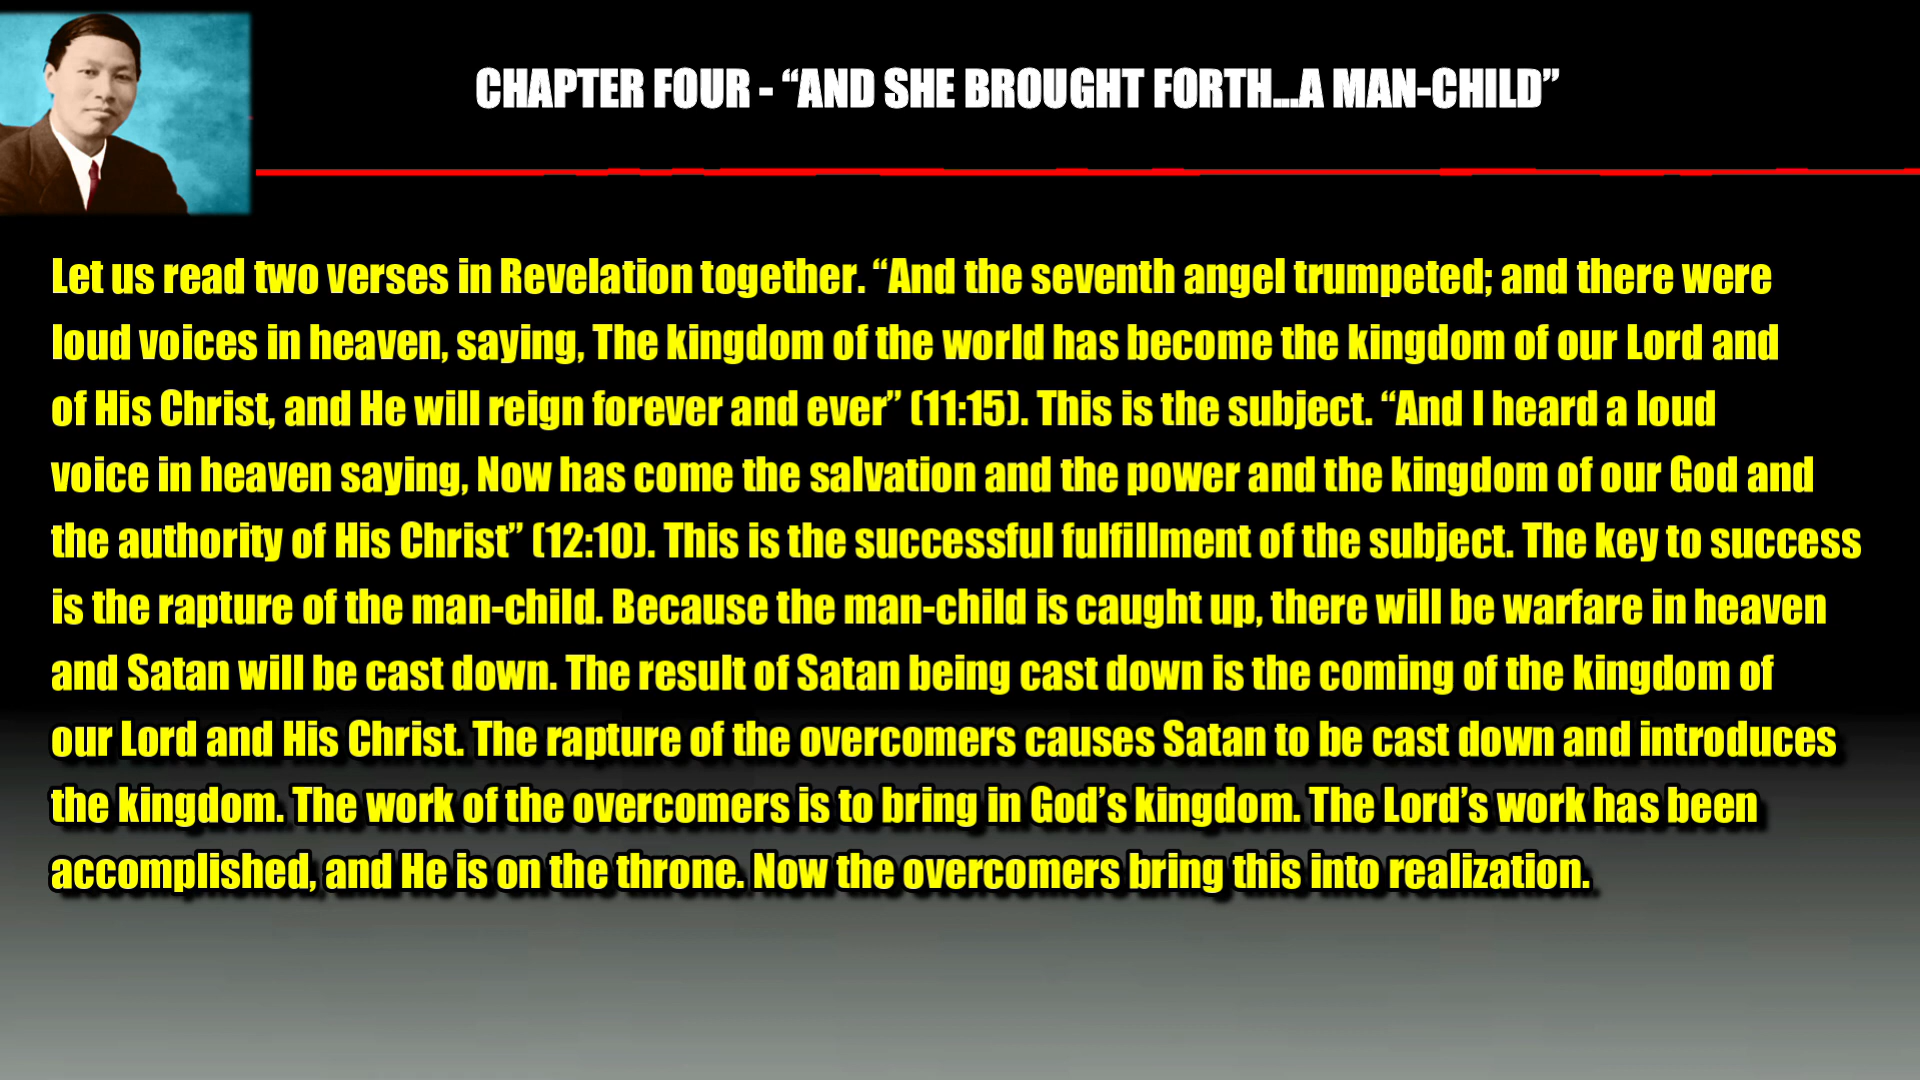 CHAPTER FOUR - “AND SHE BROUGHT FORTH...A MAN-CHILD”
Let us read two verses in Revelation together. “And the seventh angel trumpeted; and there were
loud voices in heaven, saying, The kingdom of the world has become the kingdom of our Lord and
of His Christ, and He will reign forever and ever” (11:15). This is the subject. “And I heard a loud
voice in heaven saying, Now has come the salvation and the power and the kingdom of our God and
the authority of His Christ” (12:10). This is the successful fulfillment of the subject. The key to success
is the rapture of the man-child. Because the man-child is caught up, there will be warfare in heaven
and Satan will be cast down. The result of Satan being cast down is the coming of the kingdom of
our Lord and His Christ. The rapture of the overcomers causes Satan to be cast down and introduces
the kingdom. The work of the overcomers is to bring in God’s kingdom. The Lord’s work has been
accomplished, and He is on the throne. Now the overcomers bring this into realization.